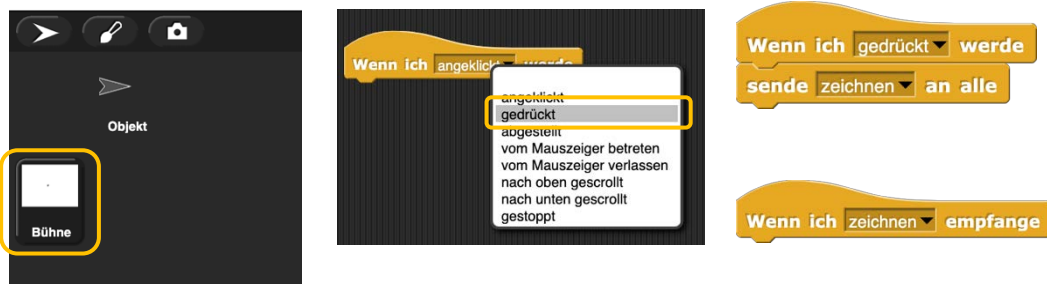 Objekt
Bühne
Wenn ich angeklickt werde
angeklickt
gedrückt
abgestellt
vom Mauszeiger betreten
vom Mauszeiger verlassen
nach oben gescrollt
nach unten gescrollt
gestoppt
Wenn ich gedrückt werde
sende zeichnen an alle
Wenn ich zeichnen empfange